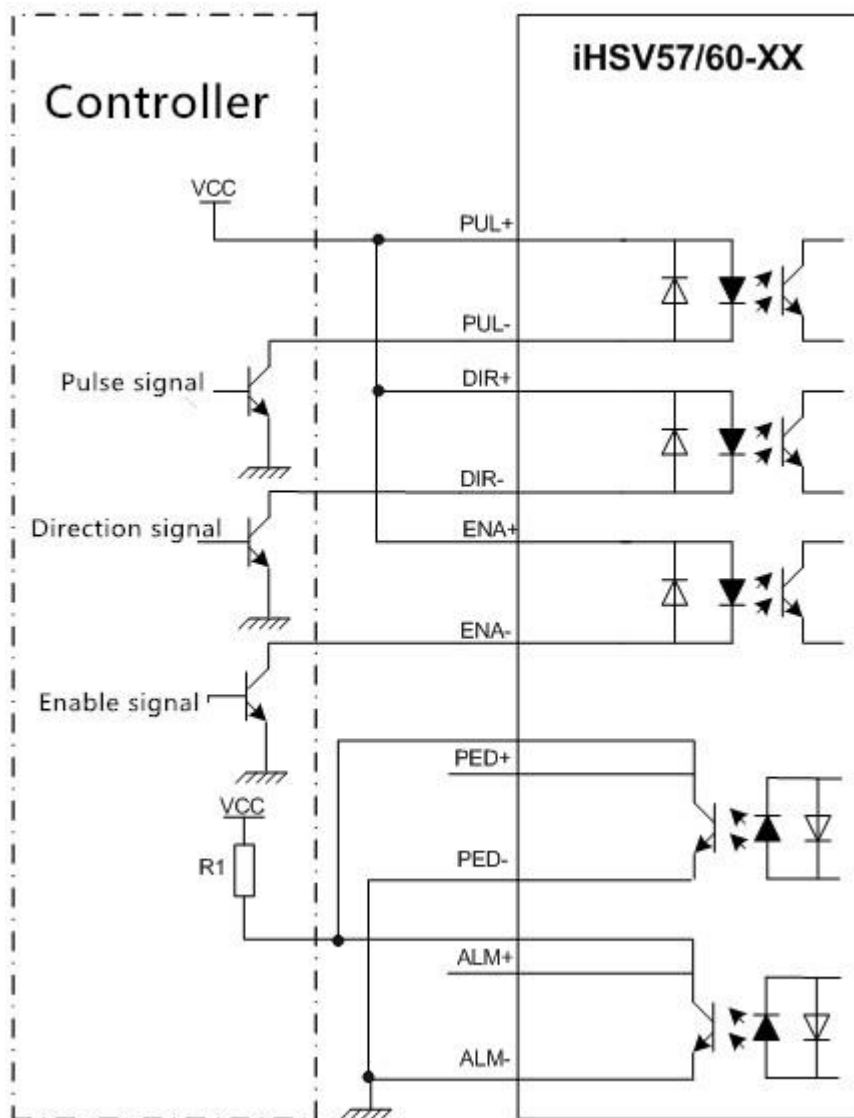 iHSV57/60-XX
Controller
VCC
PUL+
PUL-
Pulse signal
DIR+
DIR-
Direction signal
ENA+
ENA-
Enable signal
PED+
VCC
R1
PED-
ALM+
ALM-